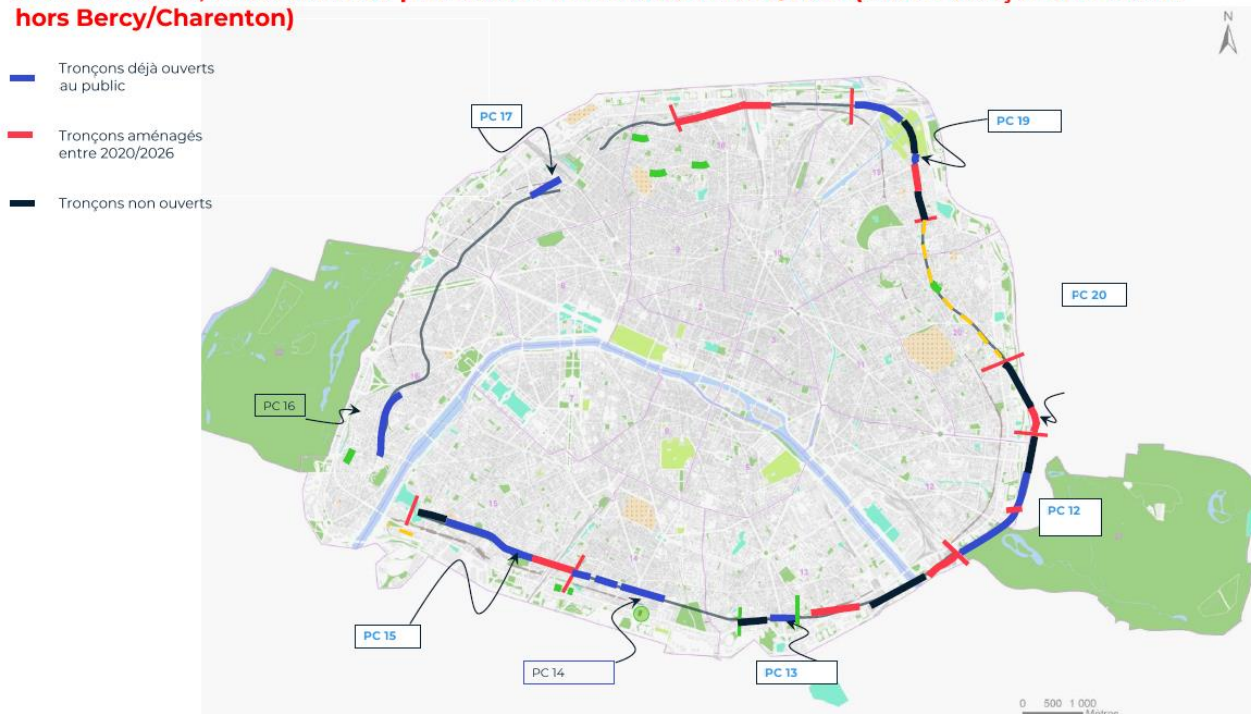 hors Bercy/Charenton)
N
Tronçons déjà ouverts
au public
PC 17
PC 19
Tronçons aménagés
entre 2020/2026
Tronçons non ouverts
PC 20
PC 16
PC 12
PC 15
PC 14
PC 13
0 500 1 000
Mètres